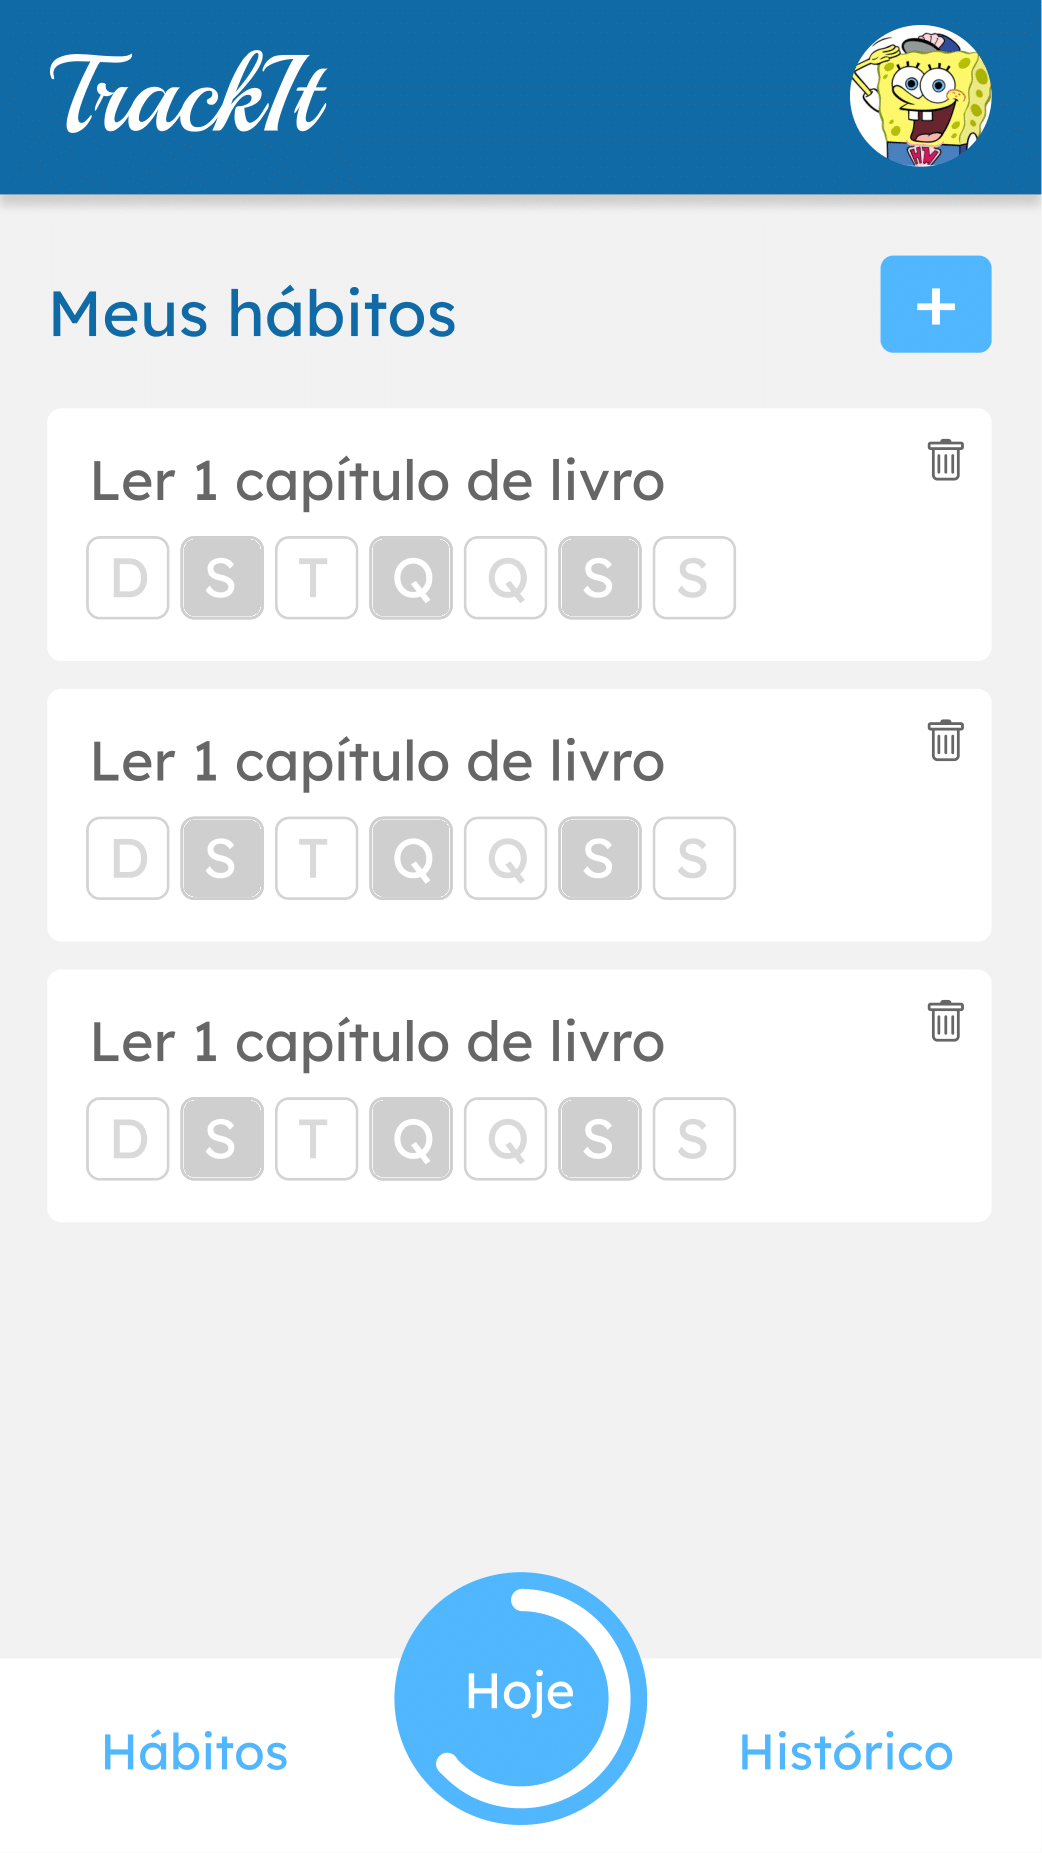 TrackIt
HW
Meus hábitos
+
Ler 1 capítulo de livro
D S T Q Q S S
Ler 1 capítulo de livro
D S T Q Q S S
Ler 1 capítulo de livro
D S T Q Q S S
Hoje
Hábitos
Histórico